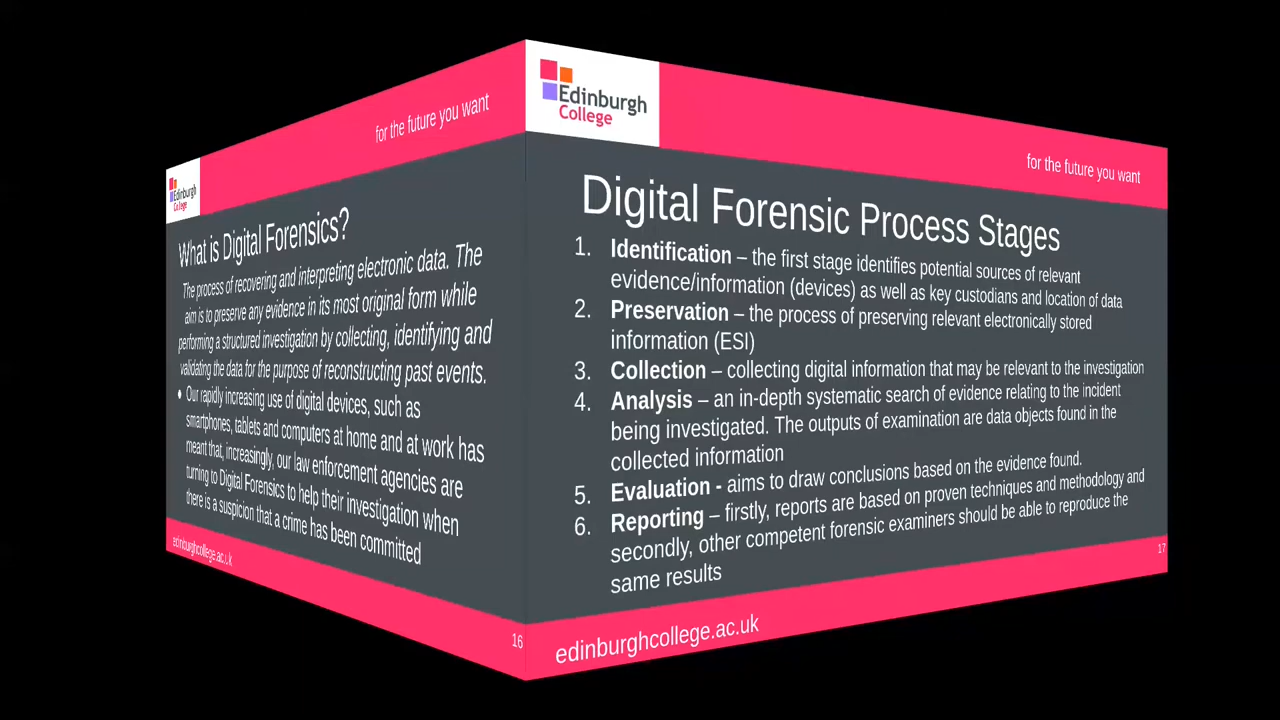 for the future you want
Edinburgh
College
What is Digital Forensics?
The process of recovering and interpreting electronic data. The
aim is to preserve any evidence in its most original form while
performing a structured investigation by collecting, identifying and
validating the data for the purpose of reconstructing past events.
• Our rapidly increasing use of digital devices, such as
smartphones, tablets and computers at home and at work has
meant that, increasingly, our law enforcement agencies are
turning to Digital Forensics to help their investigation when
there is a suspicion that a crime has been committed
edinburghcollege.ac.uk
16
Edinburgh
College
for the future you want
Digital Forensic Process Stages
1. Identification – the first stage identifies potential sources of relevant
evidence/information (devices) as well as key custodians and location of data
2. Preservation – the process of preserving relevant electronically stored
information (ESI)
3. Collection – collecting digital information that may be relevant to the investigation
4. Analysis – an in-depth systematic search of evidence relating to the incident
being investigated. The outputs of examination are data objects found in the
collected information
5. Evaluation - aims to draw conclusions based on the evidence found.
6. Reporting – firstly, reports are based on proven techniques and methodology and
secondly, other competent forensic examiners should be able to reproduce the
same results
edinburghcollege.ac.uk
17